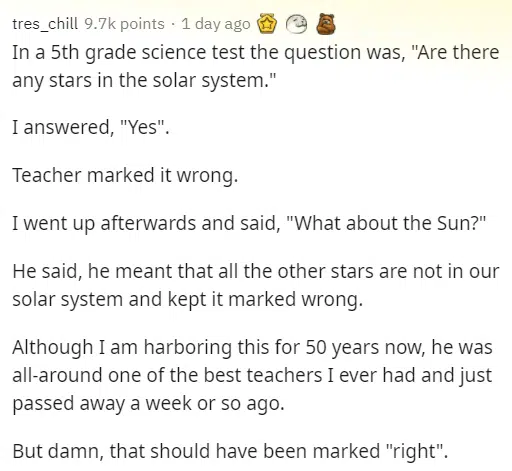 tres_chill 9.7k points · 1 day ago
In a 5th grade science test the question was, "Are there
any stars in the solar system."
I answered, "Yes".
Teacher marked it wrong.
I went up afterwards and said, "What about the Sun?"
He said, he meant that all the other stars are not in our
solar system and kept it marked wrong.
Although I am harboring this for 50 years now, he was
all-around one of the best teachers I ever had and just
passed away a week or so ago.
But damn, that should have been marked "right".